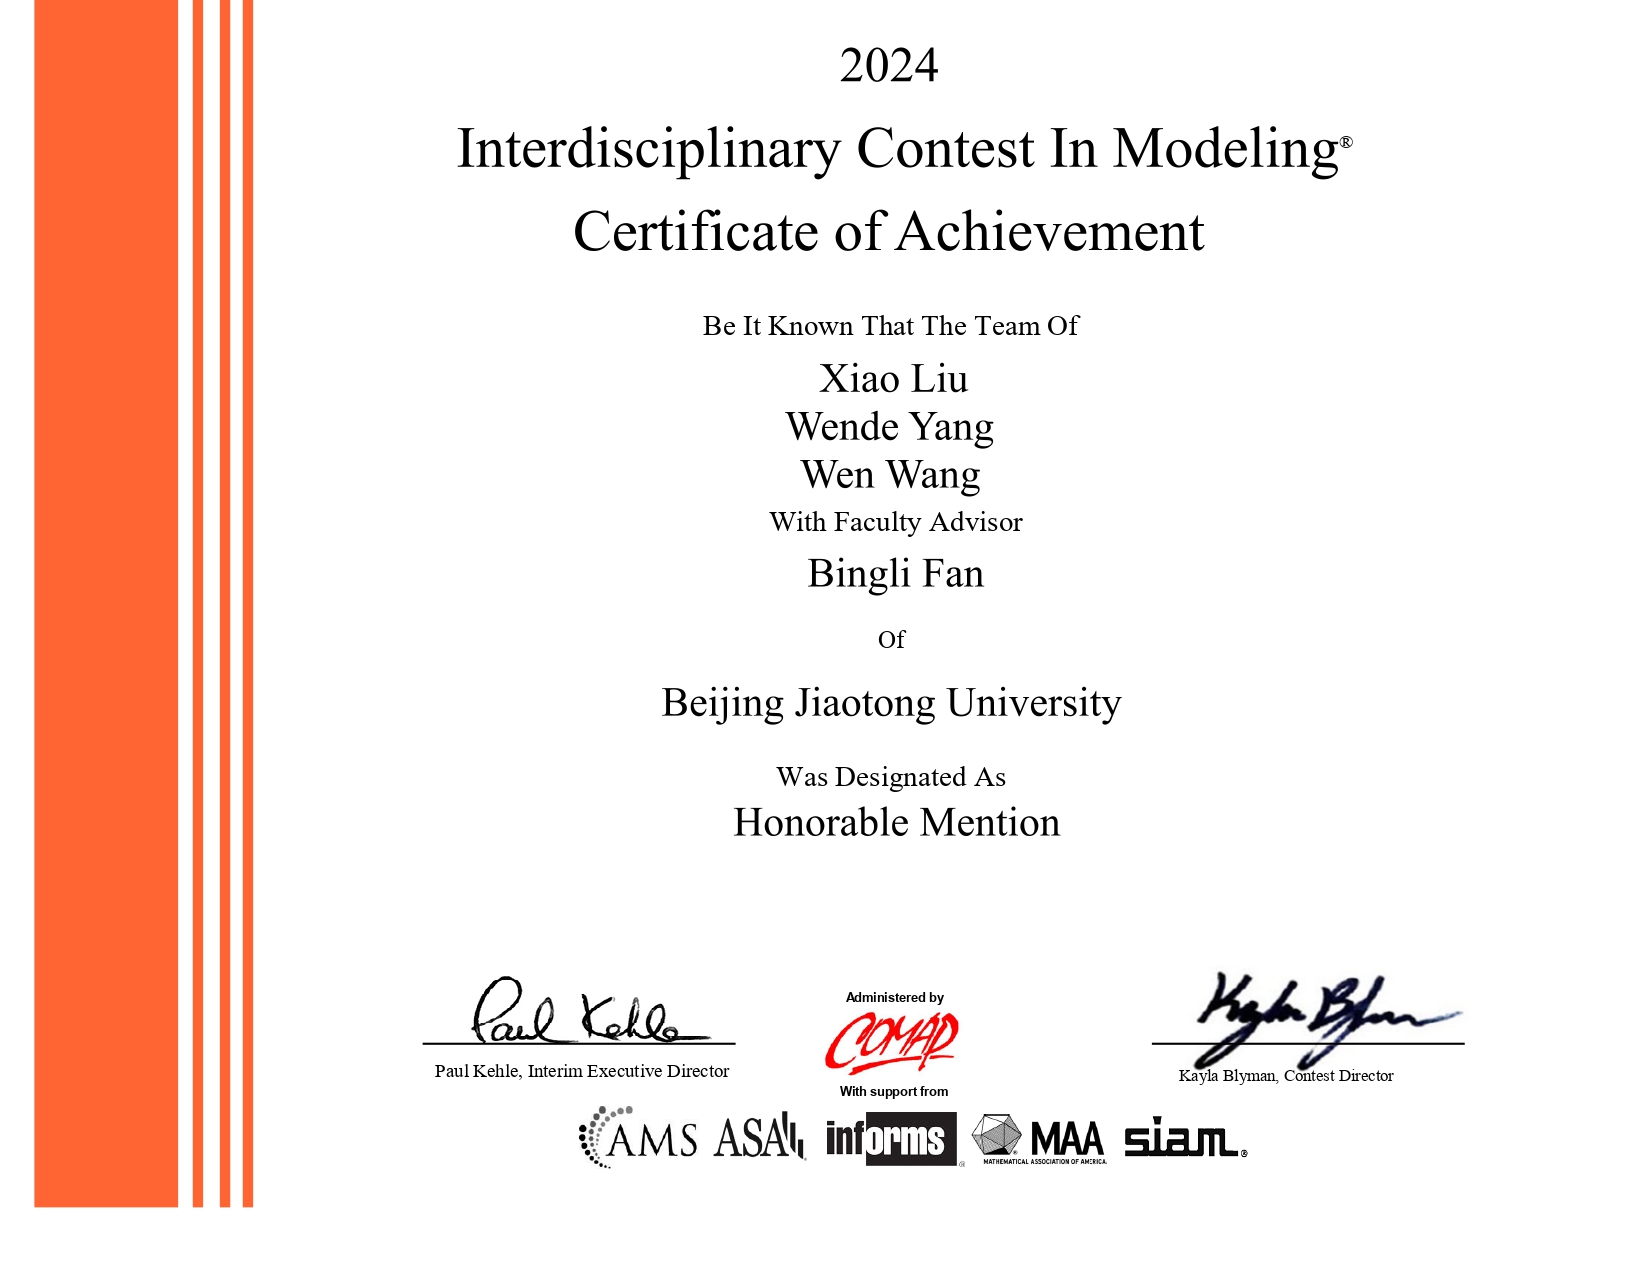 2024
Interdisciplinary Contest In Modeling®
Certificate of Achievement
Be It Known That The Team Of
Xiao Liu
Wende Yang
Wen Wang
With Faculty Advisor
Bingli Fan
Of
Beijing Jiaotong University
Was Designated As
Honorable Mention
Paul Kehle
Paul Kehle, Interim Executive Director
Administered by
COMAP
With support from
Kayla Blyman
Kayla Blyman, Contest Director
AMS ASA informs® MAA siam®
MATHEMATICAL ASSOCIATION OF AMERICA